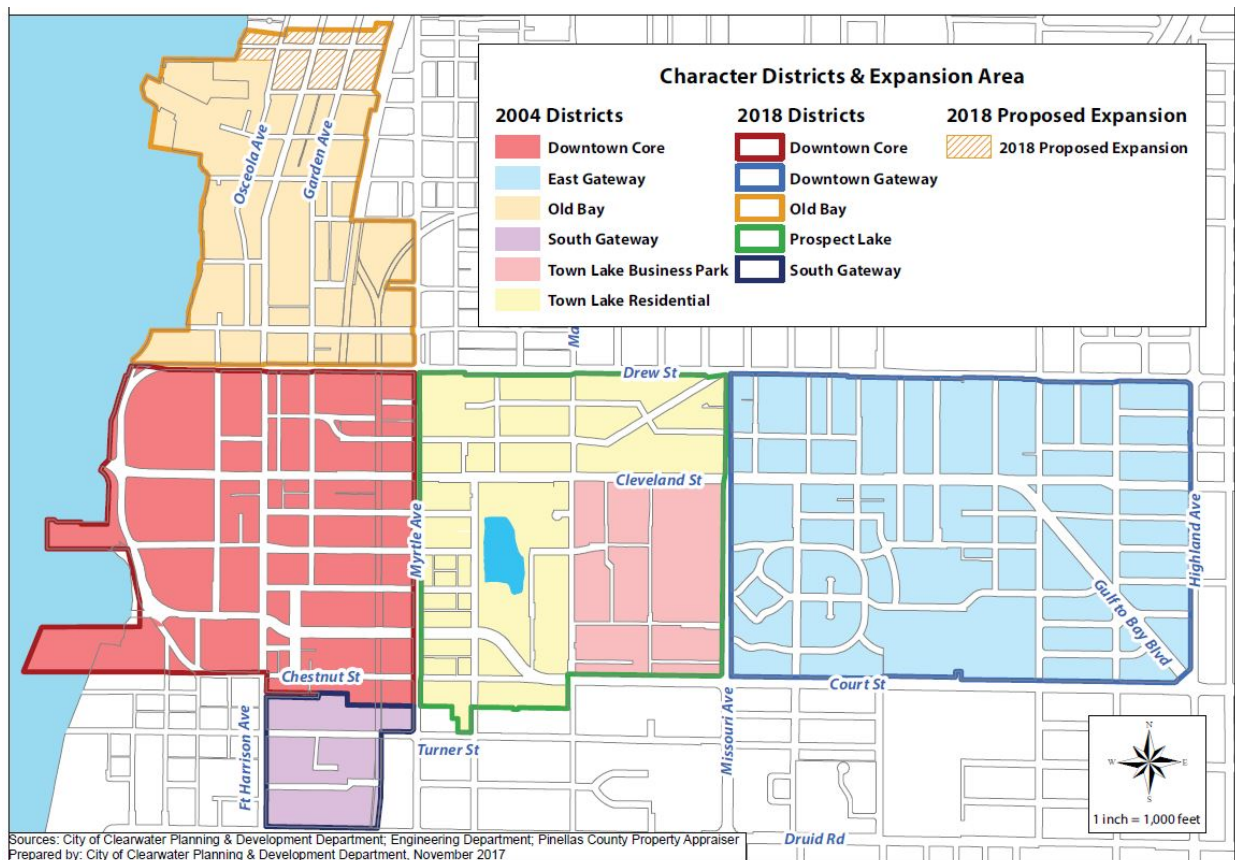 Character Districts & Expansion Area
2004 Districts
Downtown Core
East Gateway
Old Bay
South Gateway
Town Lake Business Park
Town Lake Residential
2018 Districts
Downtown Core
Downtown Gateway
Old Bay
Prospect Lake
South Gateway
2018 Proposed Expansion
2018 Proposed Expansion
Osceola Ave
Garden Ave
Drew St
Cleveland St
Myrtle Ave
Highland Ave
Gulf to Bay Blvd
Chestnut St
Court St
Ft Harrison Ave
Turner St
Missouri Ave
Druid Rd
N
W
E
S
1 inch = 1,000 feet
Sources: City of Clearwater Planning & Development Department; Engineering Department; Pinellas County Property Appraiser
Prepared by: City of Clearwater Planning & Development Department, November 2017